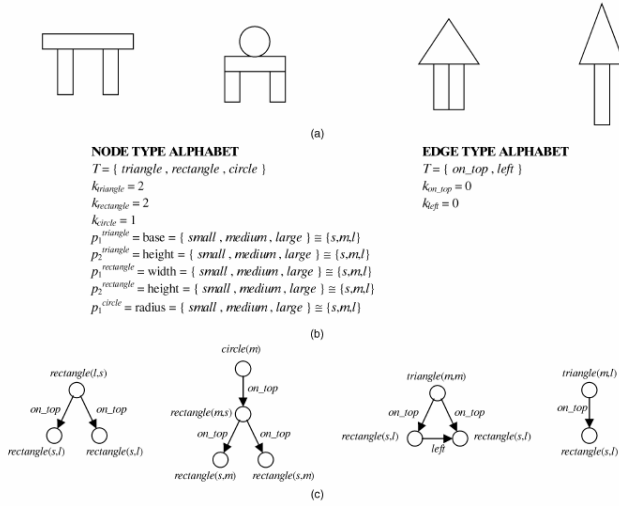 (a)
NODE TYPE ALPHABET
T = { triangle , rectangle , circle }
k_triangle = 2
k_rectangle = 2
k_circle = 1
p_1^triangle = base = { small , medium , large } ≅ {s,m,l}
p_2^triangle = height = { small , medium , large } ≅ {s,m,l}
p_1^rectangle = width = { small , medium , large } ≅ {s,m,l}
p_2^rectangle = height = { small , medium , large } ≅ {s,m,l}
p_1^circle = radius = { small , medium , large } ≅ {s,m,l}
EDGE TYPE ALPHABET
T = { on_top , left }
k_on_top = 0
k_left = 0
(b)
rectangle(l,s)
on_top on_top
rectangle(s,l) rectangle(s,l)
circle(m)
on_top
rectangle(m,s)
on_top on_top
rectangle(s,m) rectangle(s,m)
triangle(m,m)
on_top on_top
rectangle(s,l) rectangle(s,l)
left
triangle(m,l)
on_top
rectangle(s,l)
(c)